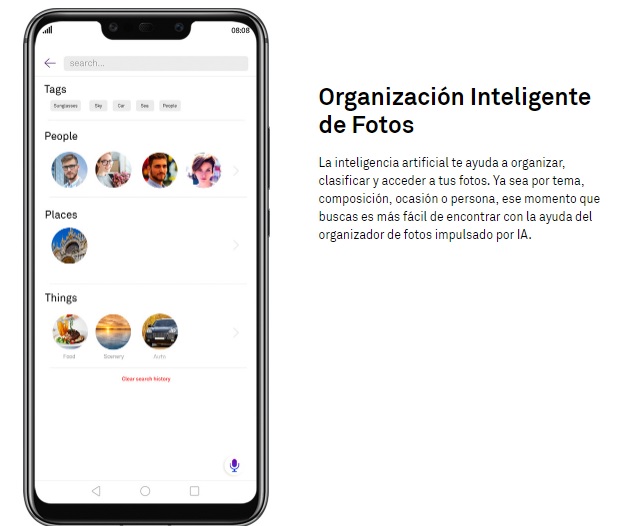 08:08
search...
Tags
Sunglasses Sky Car Sea People
People
Places
Things
Food Scenery Auto
Clear search history
Organización Inteligente
de Fotos
La inteligencia artificial te ayuda a organizar,
clasificar y acceder a tus fotos. Ya sea por tema,
composición, ocasión o persona, ese momento que
buscas es más fácil de encontrar con la ayuda del
organizador de fotos impulsado por IA.